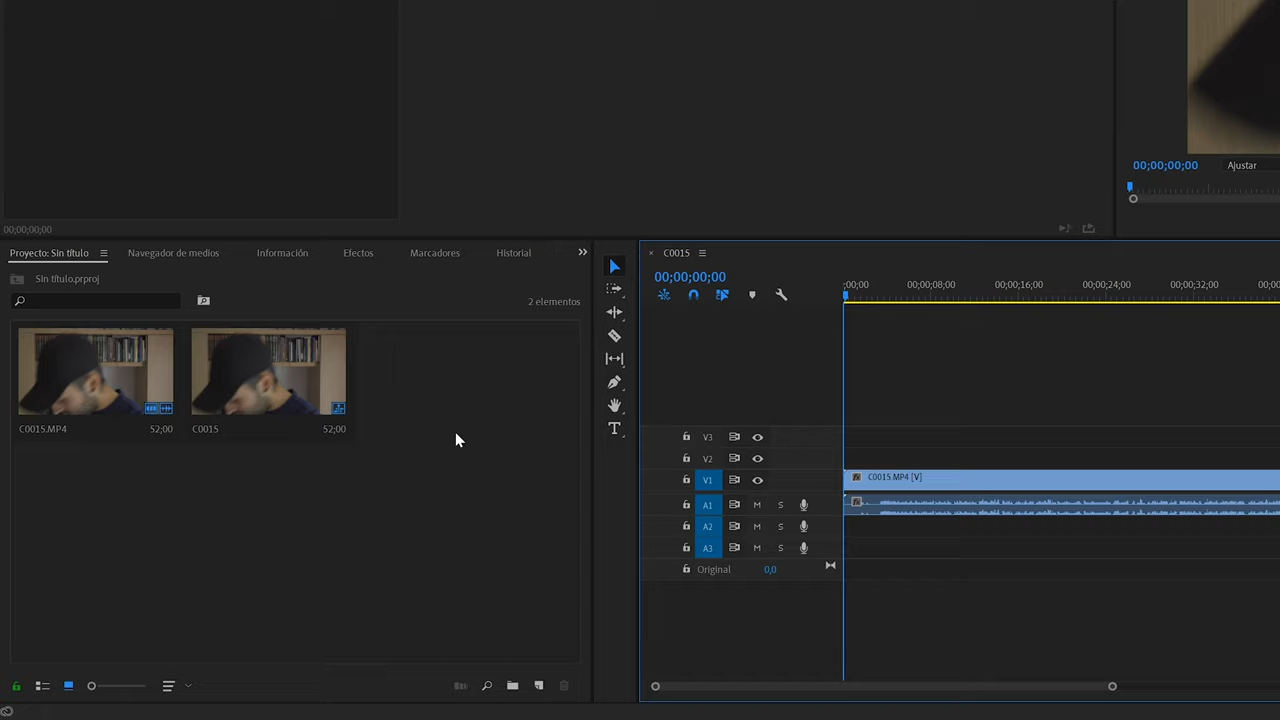 00;00;00;00
Ajustar
00;00;00;00
Proyecto: Sin título
Navegador de medios
Información
Efectos
Marcadores
Historial
Sin título.prproj
2 elementos
C0015.MP4
52;00
C0015
52;00
C0015
00;00;00;00
;00;00
00;00;08;00
00;00;16;00
00;00;24;00
00;00;32;00
00;0
V3
V2
V1
C0015.MP4 [V]
A1 M S
A2 M S
A3 M S
Original 0,0